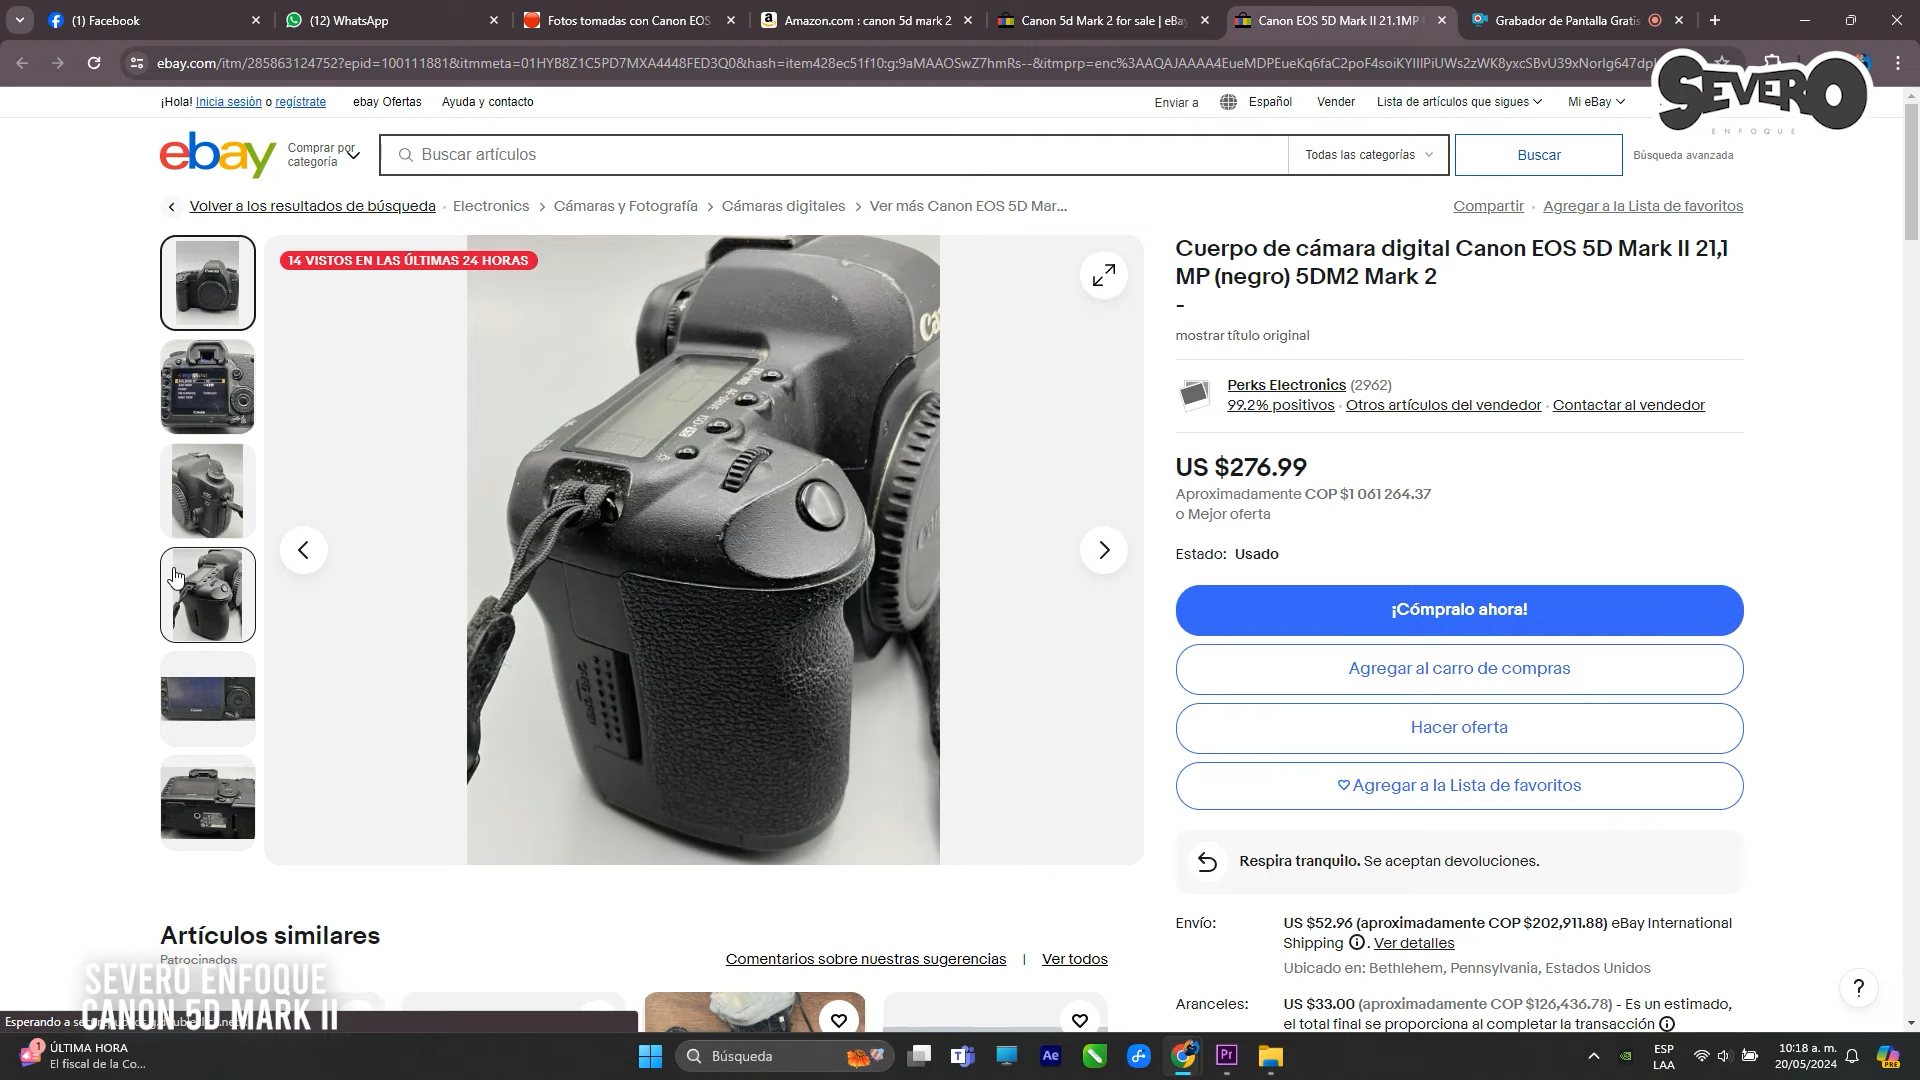 (1) Facebook
(12) WhatsApp
Fotos tomadas con Canon EOS
Amazon.com : canon 5d mark 2
Canon 5d Mark 2 for sale | eBay
Canon EOS 5D Mark II 21.1MP
Grabador de Pantalla Gratis
ebay.com/itm/285863124752?epid=100111881&itmmeta=01HYB8Z1C5PD7MXA4448FED3Q0&hash=item428ec51f10:g:9aMAAOSwZ7hmRs--&itmprp=enc%3AAQAJAAAA4EueMDPEueKq6faC2poF4soiKYIIIPiUWs2zWK8yxcSBvU39xNorIg647dpl
SEVERO
ENFOQUE
¡Hola! Inicia sesión o regístrate
ebay Ofertas
Ayuda y contacto
Enviar a
Español
Vender
Lista de artículos que sigues
Mi eBay
ebay
Comprar por categoría
Buscar artículos
Todas las categorías
Buscar
Búsqueda avanzada
Volver a los resultados de búsqueda
Electronics > Cámaras y Fotografía > Cámaras digitales > Ver más Canon EOS 5D Mar...
Compartir
Agregar a la Lista de favoritos
14 VISTOS EN LAS ÚLTIMAS 24 HORAS
Cuerpo de cámara digital Canon EOS 5D Mark II 21,1
MP (negro) 5DM2 Mark 2
-
mostrar título original
Perks Electronics (2962)
99.2% positivos · Otros artículos del vendedor · Contactar al vendedor
US $276.99
Aproximadamente COP $1 061 264.37
o Mejor oferta
Estado: Usado
¡Cómpralo ahora!
Agregar al carro de compras
Hacer oferta
Agregar a la Lista de favoritos
Respira tranquilo. Se aceptan devoluciones.
Envío:
US $52.96 (aproximadamente COP $202,911.88) eBay International
Shipping . Ver detalles
Ubicado en: Bethlehem, Pennsylvania, Estados Unidos
Aranceles:
US $33.00 (aproximadamente COP $126,436.78) - Es un estimado,
el total final se proporciona al completar la transacción
Artículos similares
Patrocinados
Comentarios sobre nuestras sugerencias | Ver todos
SEVERO ENFOQUE
CANON 5D MARK II
Esperando a
ÚLTIMA HORA
El fiscal de la Co...
Búsqueda
ESP
LAA
10:18 a. m.
20/05/2024